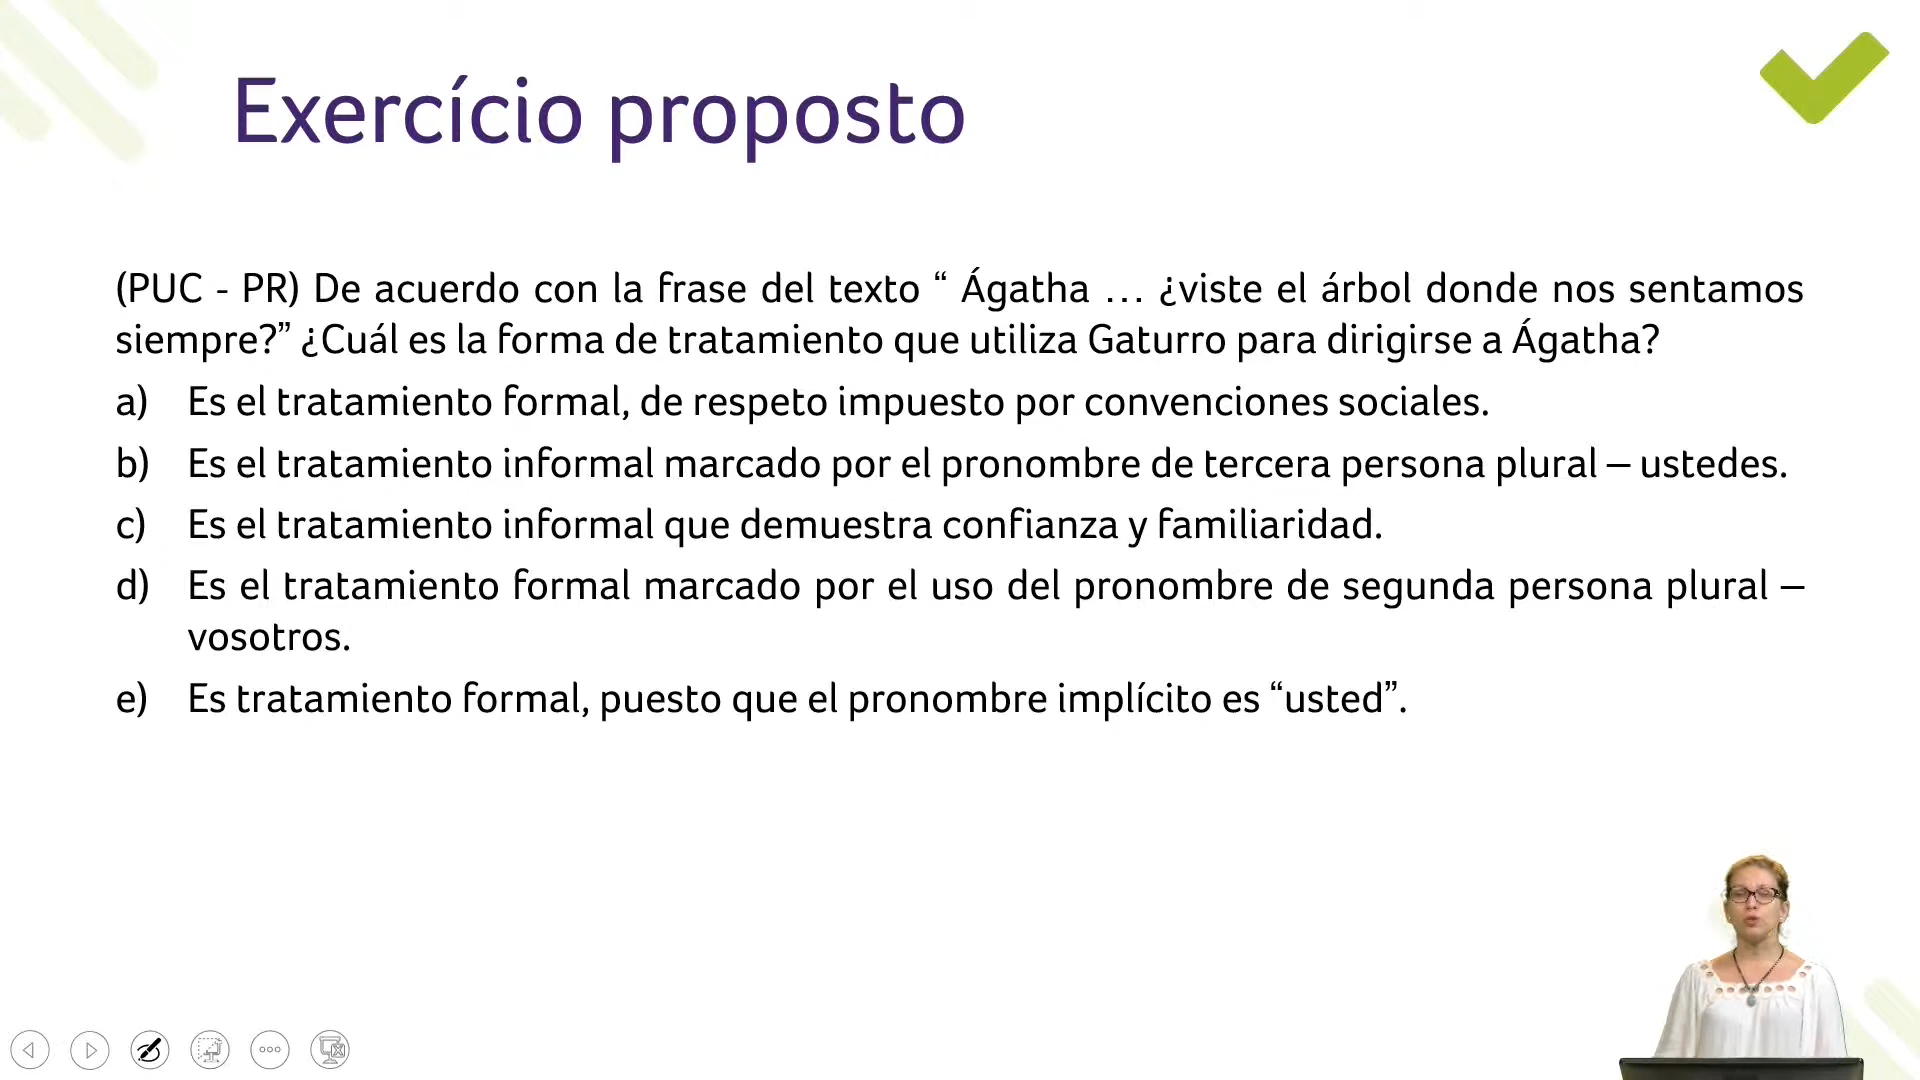 Exercício proposto
(PUC - PR) De acuerdo con la frase del texto “ Ágatha … ¿viste el árbol donde nos sentamos
siempre?” ¿Cuál es la forma de tratamiento que utiliza Gaturro para dirigirse a Ágatha?
a) Es el tratamiento formal, de respeto impuesto por convenciones sociales.
b) Es el tratamiento informal marcado por el pronombre de tercera persona plural – ustedes.
c) Es el tratamiento informal que demuestra confianza y familiaridad.
d) Es el tratamiento formal marcado por el uso del pronombre de segunda persona plural –
vosotros.
e) Es tratamiento formal, puesto que el pronombre implícito es “usted”.